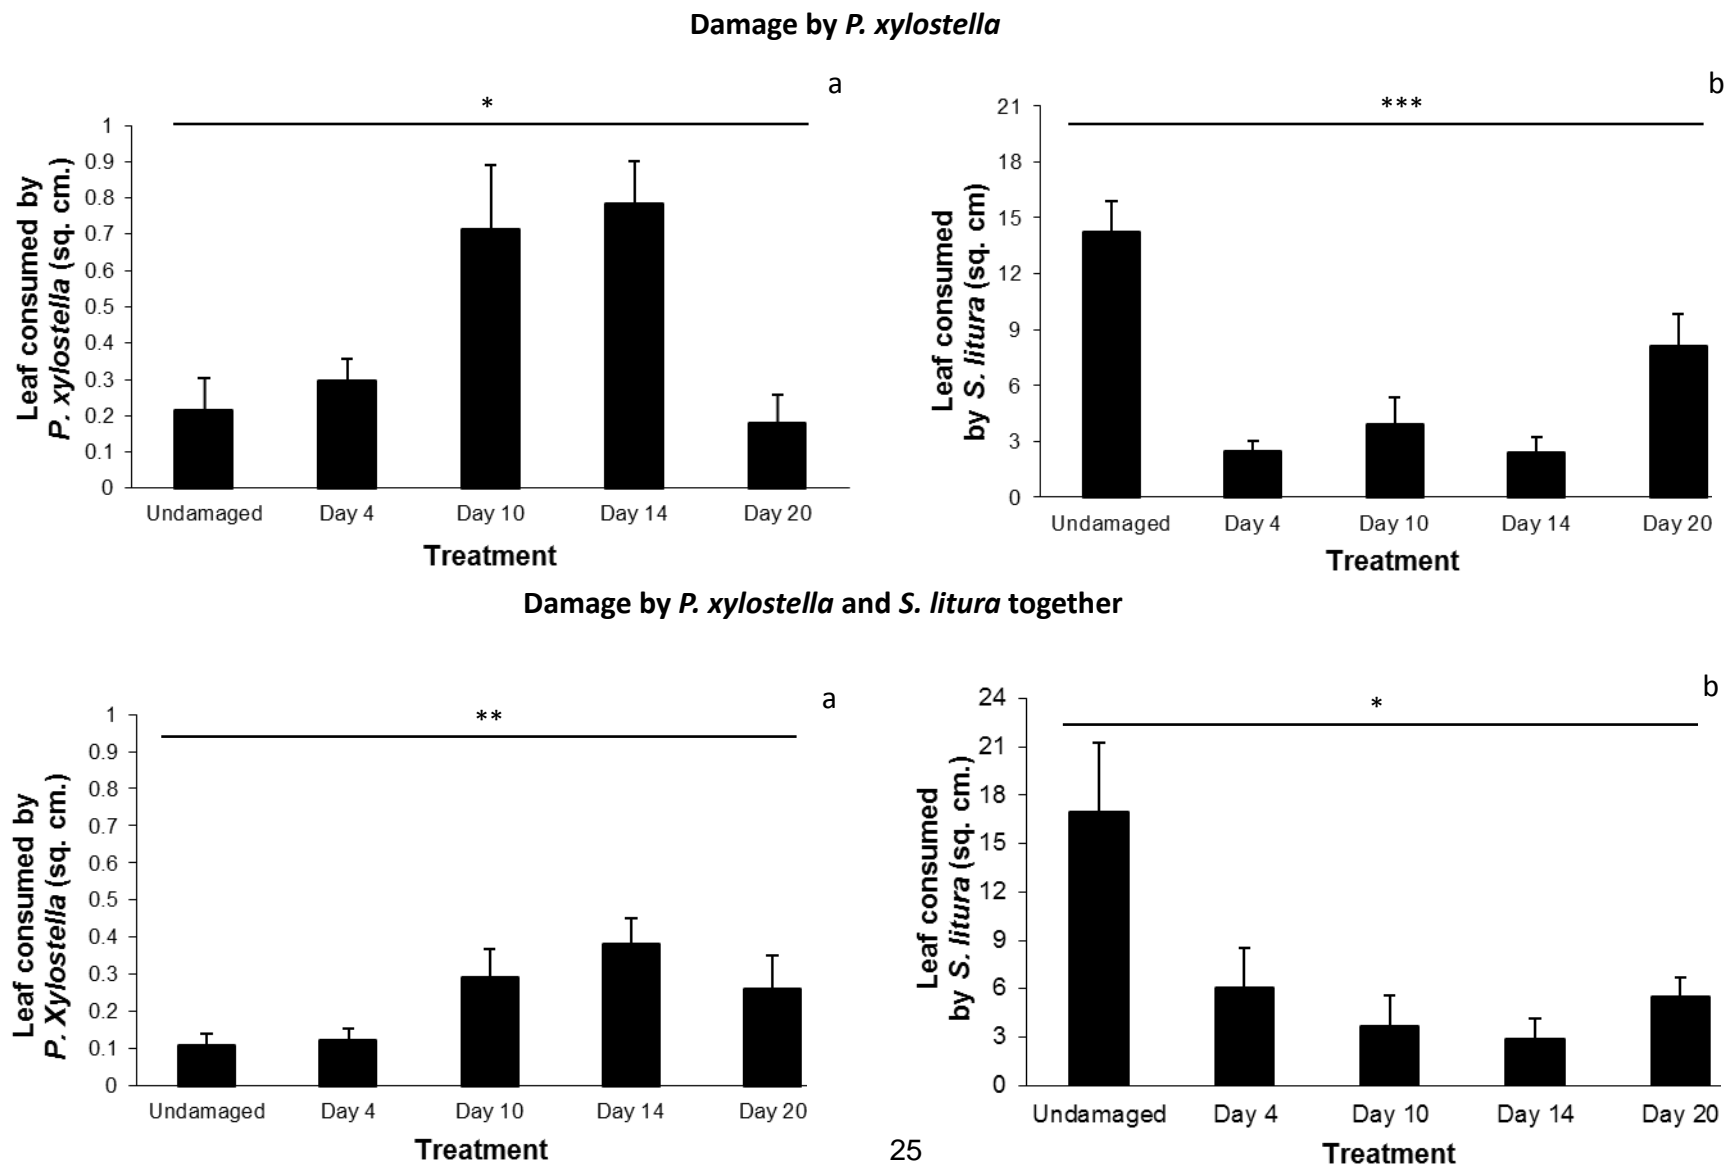 Damage by P. xylostella
a
*
1
0.9
0.8
0.7
0.6
0.5
0.4
0.3
0.2
0.1
0
Leaf consumed by
P. xylostella (sq. cm.)
Undamaged Day 4 Day 10 Day 14 Day 20
Treatment
b
***
21
18
15
12
9
6
3
0
Leaf consumed
by S. litura (sq. cm)
Undamaged Day 4 Day 10 Day 14 Day 20
Treatment
Damage by P. xylostella and S. litura together
a
**
1
0.9
0.8
0.7
0.6
0.5
0.4
0.3
0.2
0.1
0
Leaf consumed by
P. Xylostella (sq. cm.)
Undamaged Day 4 Day 10 Day 14 Day 20
Treatment
b
*
24
21
18
15
12
9
6
3
0
Leaf consumed
by S. litura (sq. cm.)
Undamaged Day 4 Day 10 Day 14 Day 20
Treatment
25